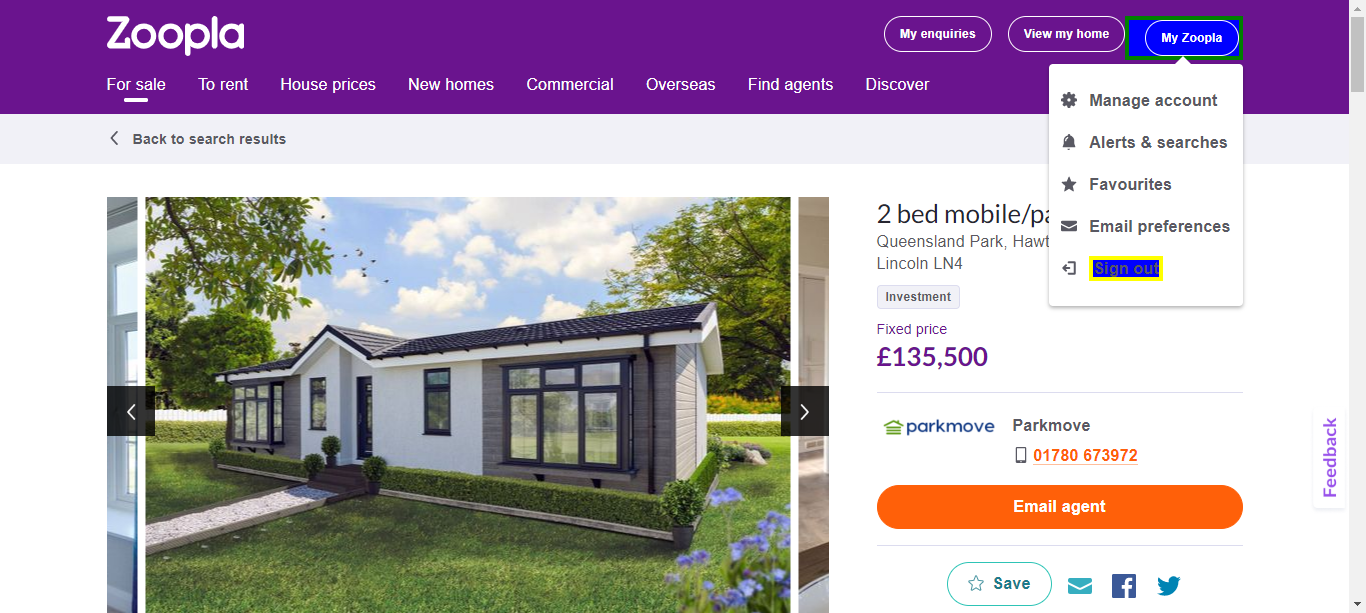 Zoopla
My enquiries
View my home
My Zoopla
For sale
To rent
House prices
New homes
Commercial
Overseas
Find agents
Discover
Manage account
Alerts & searches
Favourites
Email preferences
Sign out
Back to search results
2 bed mobile/pa
Queensland Park, Hawt
Lincoln LN4
Investment
Fixed price
£135,500
parkmove
Parkmove
01780 673972
Email agent
Save
Feedback